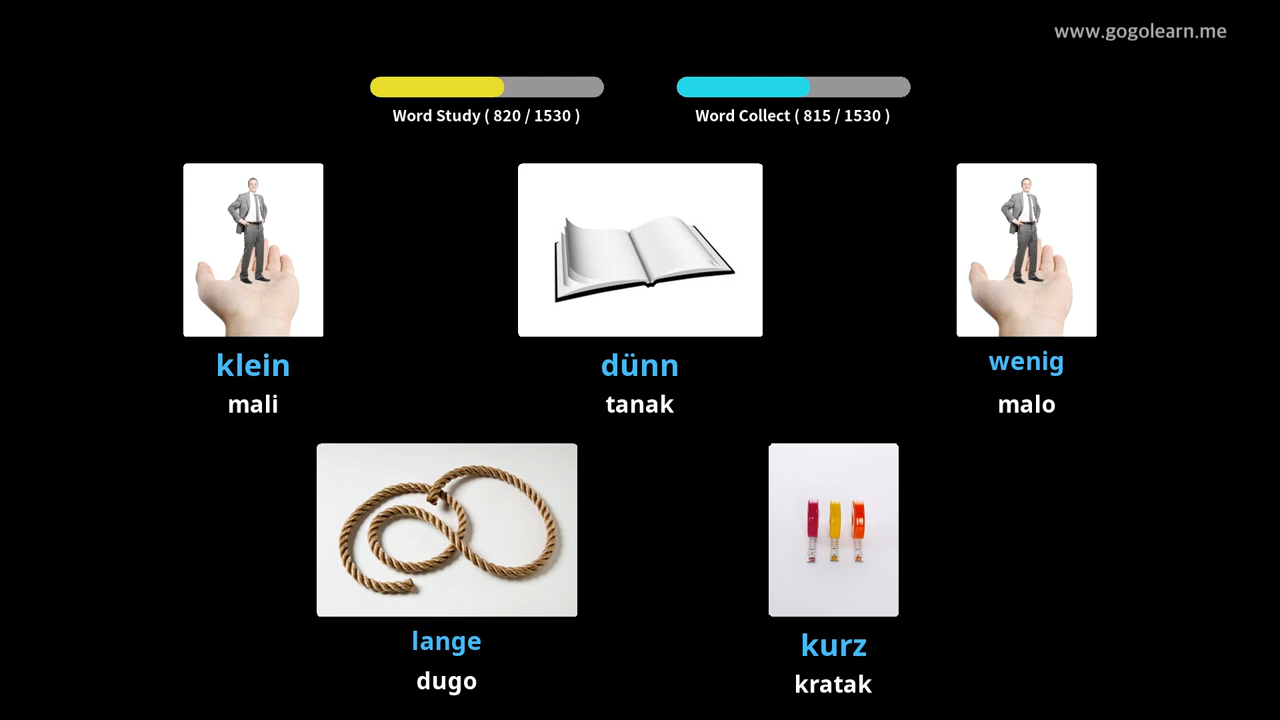 www.gogolearn.me
Word Study ( 820 / 1530 )
Word Collect ( 815 / 1530 )
klein
mali
dünn
tanak
wenig
malo
lange
dugo
kurz
kratak